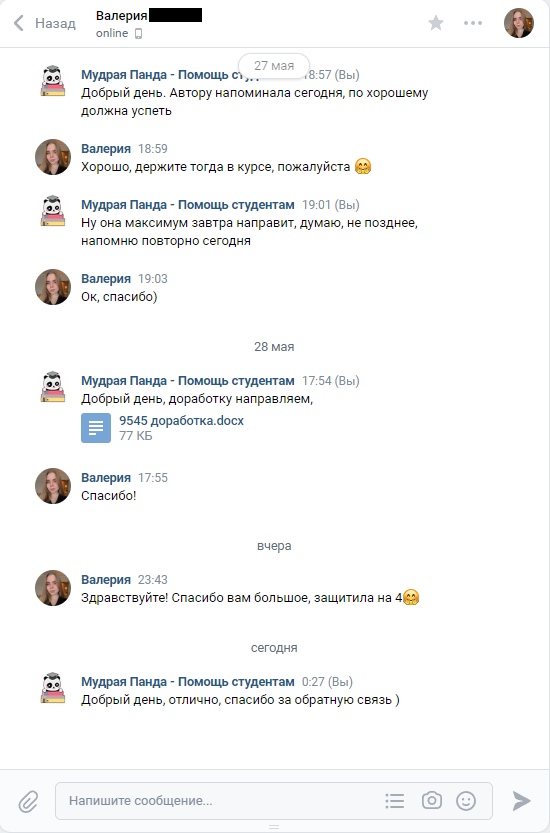 Назад
Валерия
online
27 мая
Мудрая Панда - Помощь 18:57 (Вы)
Добрый день. Автору напоминала сегодня, по хорошему
должна успеть
Валерия 18:59
Хорошо, держите тогда в курсе, пожалуйста 🤗
Мудрая Панда - Помощь студентам 19:01 (Вы)
Ну она максимум завтра направит, думаю, не позднее,
напомню повторно сегодня
Валерия 19:03
Ок, спасибо)
28 мая
Мудрая Панда - Помощь студентам 17:54 (Вы)
Добрый день, доработку направляем,
9545 доработка.docx
77 КБ
Валерия 17:55
Спасибо!
вчера
Валерия 23:43
Здравствуйте! Спасибо вам большое, защитила на 4🤗
сегодня
Мудрая Панда - Помощь студентам 0:27 (Вы)
Добрый день, отлично, спасибо за обратную связь )
Напишите сообщение...